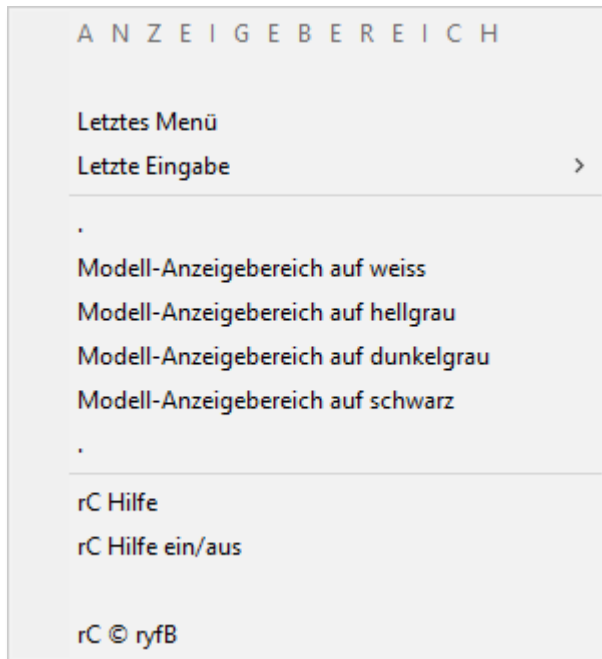 A N Z E I G E B E R E I C H
Letztes Menü
Letzte Eingabe >
.
Modell-Anzeigebereich auf weiss
Modell-Anzeigebereich auf hellgrau
Modell-Anzeigebereich auf dunkelgrau
Modell-Anzeigebereich auf schwarz
.
rC Hilfe
rC Hilfe ein/aus
rC © ryfB